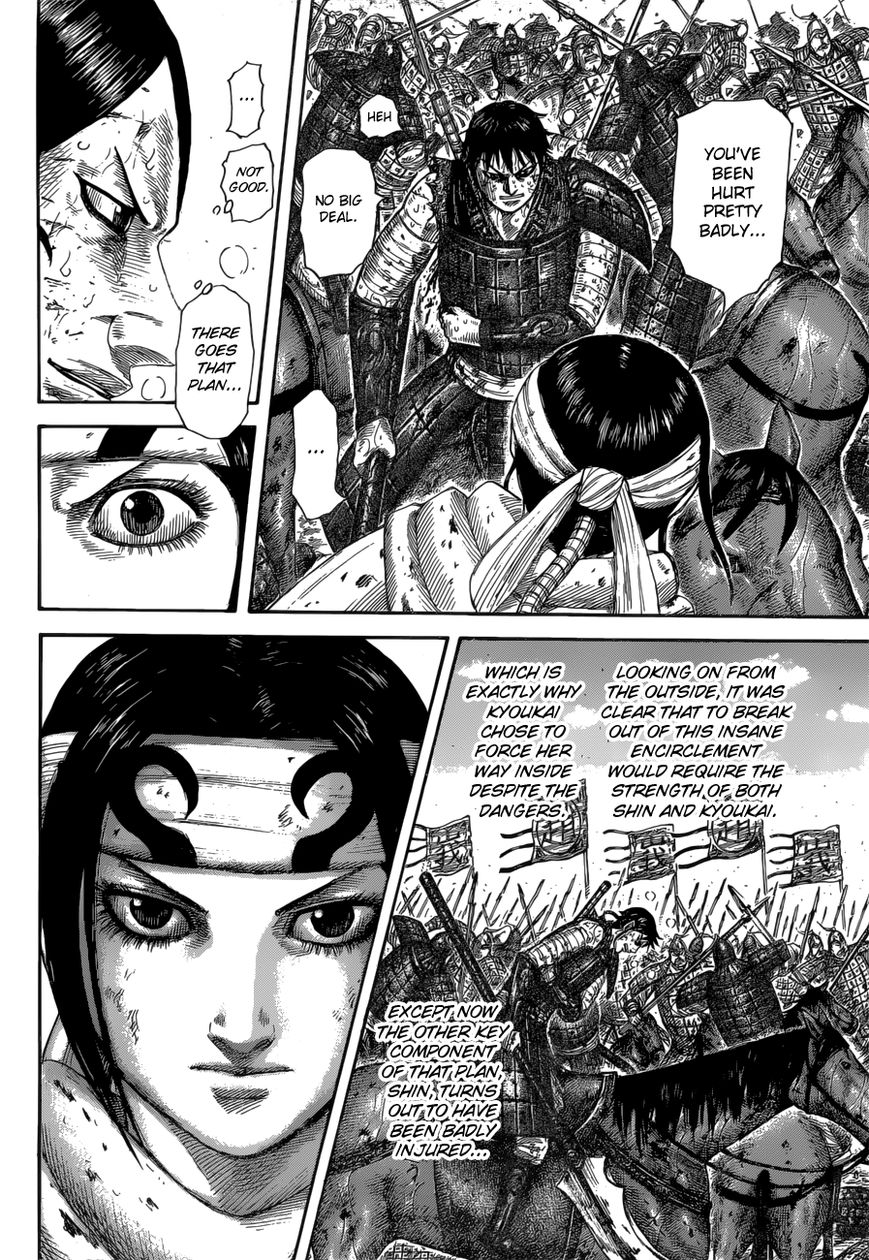 YOU'VE
BEEN
HURT
PRETTY
BADLY...
HEH
NO BIG
DEAL.
...
...
NOT
GOOD.
THERE
GOES
THAT
PLAN...
LOOKING ON FROM
THE OUTSIDE, IT WAS
CLEAR THAT TO BREAK
OUT OF THIS INSANE
ENCIRCLEMENT
WOULD REQUIRE THE
STRENGTH OF BOTH
SHIN AND KYOUKAI.
WHICH IS
EXACTLY WHY
KYOUKAI
CHOSE TO
FORCE HER
WAY INSIDE
DESPITE THE
DANGERS.
EXCEPT NOW
THE OTHER KEY
COMPONENT
OF THAT PLAN,
SHIN, TURNS
OUT TO HAVE
BEEN BADLY
INJURED...